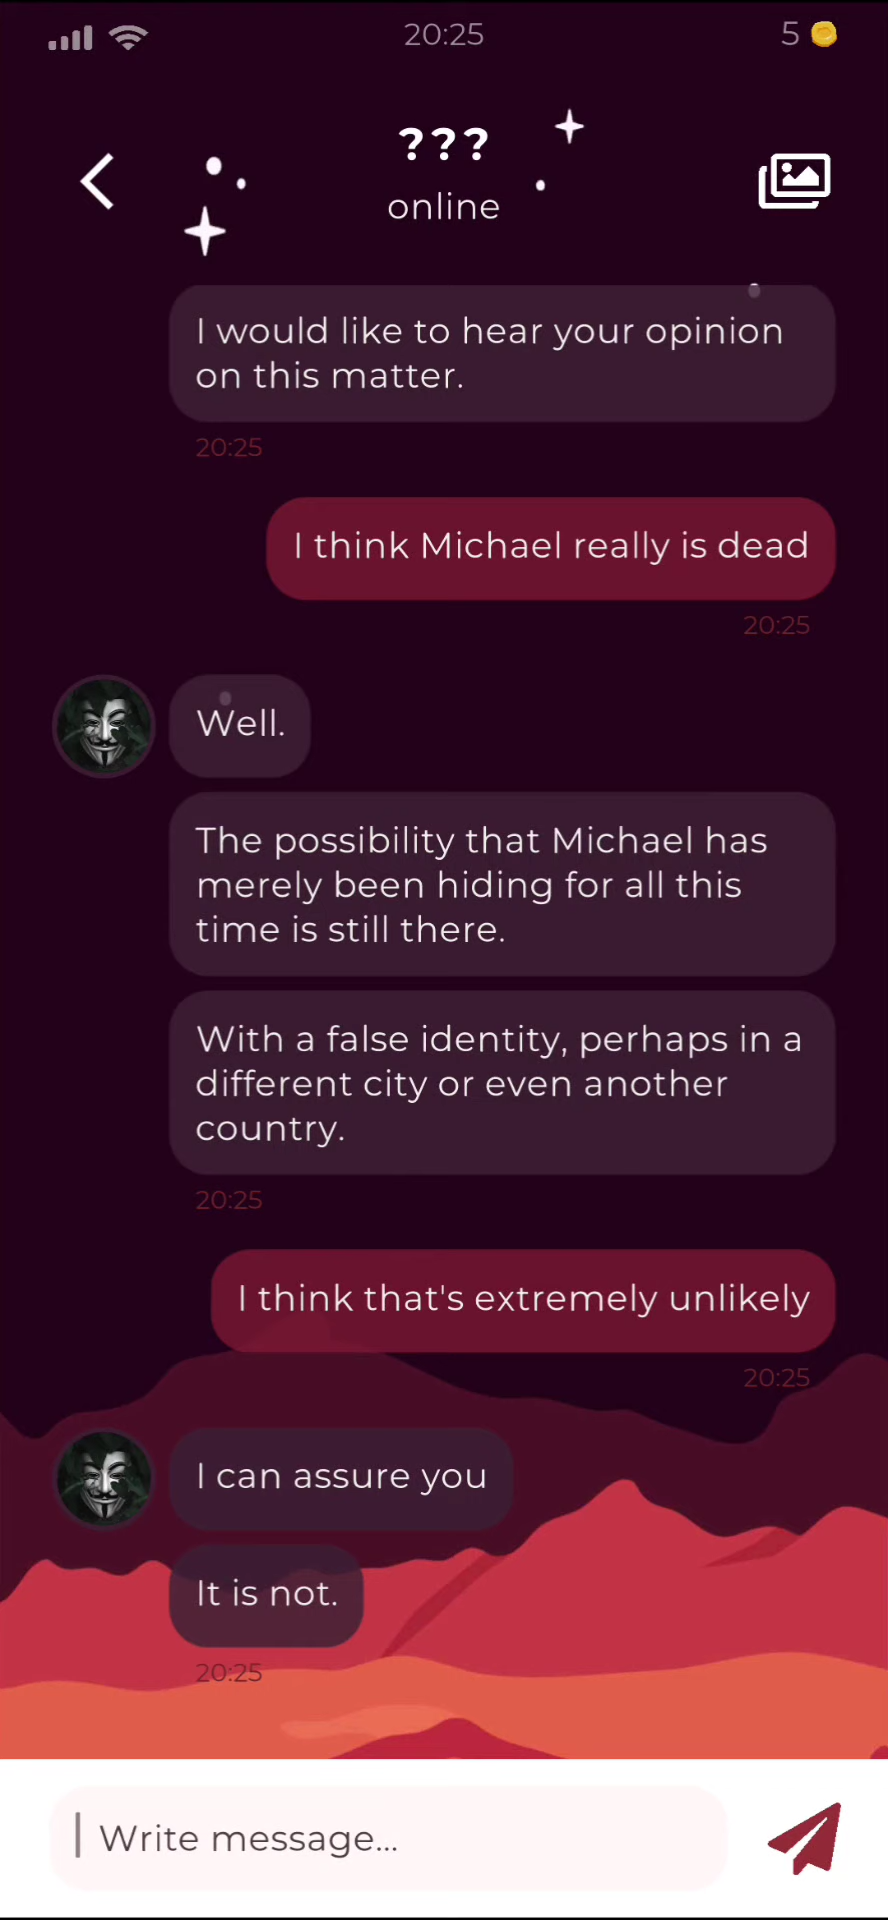 20:25
5
???
online
I would like to hear your opinion
on this matter.
20:25
I think Michael really is dead
20:25
Well.
The possibility that Michael has
merely been hiding for all this
time is still there.
With a false identity, perhaps in a
different city or even another
country.
20:25
I think that's extremely unlikely
20:25
I can assure you
It is not.
20:25
Write message...